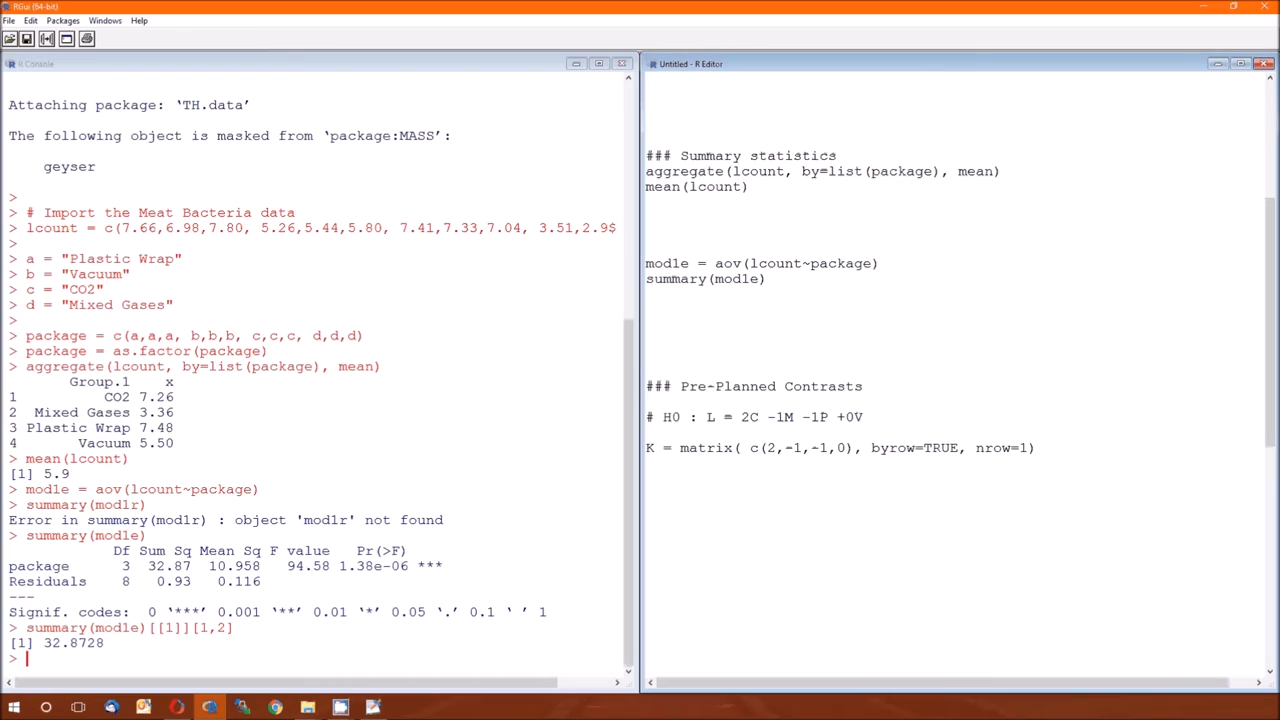 RGui (64-bit)
File Edit Packages Windows Help
R Console
Attaching package: ‘TH.data’
The following object is masked from ‘package:MASS’:
geyser
>
> # Import the Meat Bacteria data
> lcount = c(7.66,6.98,7.80, 5.26,5.44,5.80, 7.41,7.33,7.04, 3.51,2.9$
>
> a = "Plastic Wrap"
> b = "Vacuum"
> c = "CO2"
> d = "Mixed Gases"
>
> package = c(a,a,a, b,b,b, c,c,c, d,d,d)
> package = as.factor(package)
> aggregate(lcount, by=list(package), mean)
Group.1 x
1 CO2 7.26
2 Mixed Gases 3.36
3 Plastic Wrap 7.48
4 Vacuum 5.50
> mean(lcount)
[1] 5.9
> modle = aov(lcount~package)
> summary(modlr)
Error in summary(modlr) : object 'modlr' not found
> summary(modle)
Df Sum Sq Mean Sq F value Pr(>F)
package 3 32.87 10.958 94.58 1.38e-06 ***
Residuals 8 0.93 0.116
---
Signif. codes: 0 ‘***’ 0.001 ‘**’ 0.01 ‘*’ 0.05 ‘.’ 0.1 ‘ ’ 1
> summary(modle)[[1]][1,2]
[1] 32.8728
>
Untitled - R Editor
### Summary statistics
aggregate(lcount, by=list(package), mean)
mean(lcount)
modle = aov(lcount~package)
summary(modle)
### Pre-Planned Contrasts
# H0 : L = 2C -1M -1P +0V
K = matrix( c(2,-1,-1,0), byrow=TRUE, nrow=1)